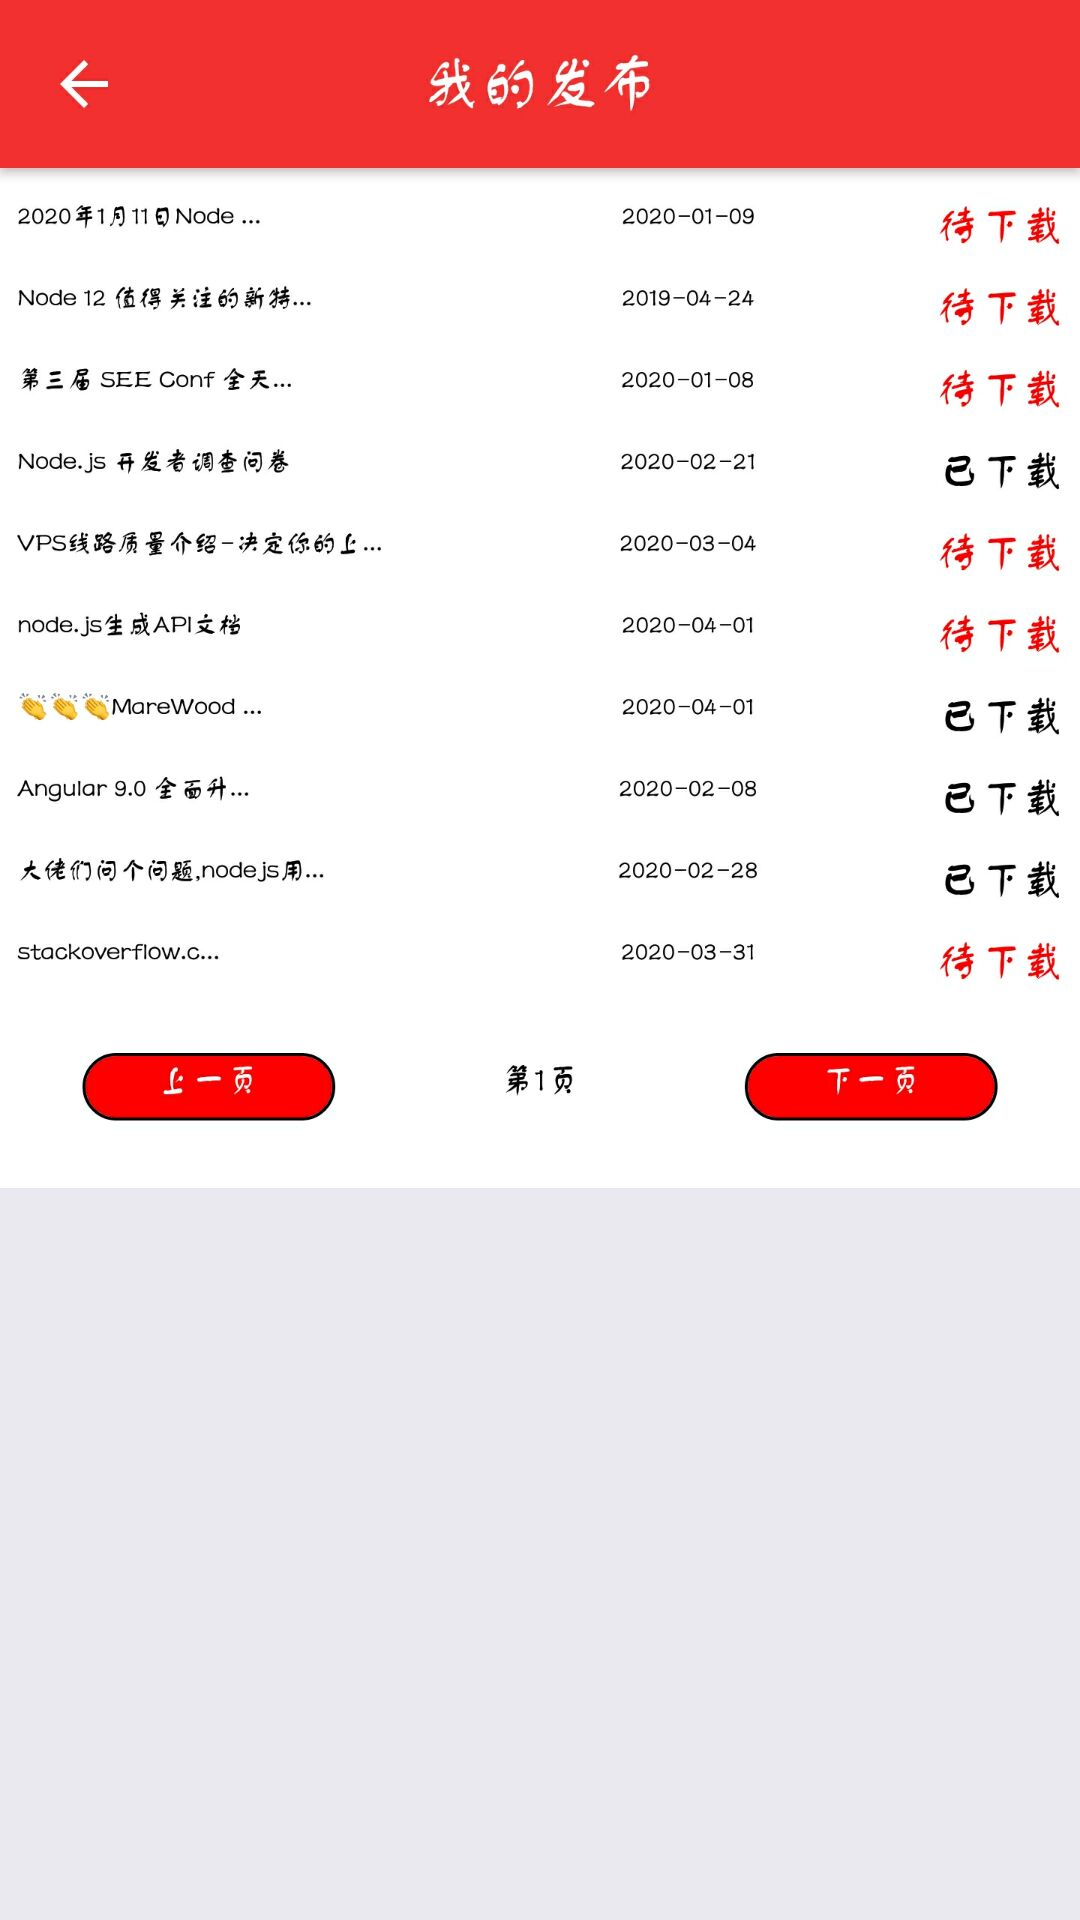 我的发布
2020年1月11日Node ... 2020-01-09 待下载
Node 12 值得关注的新特... 2019-04-24 待下载
第三届 SEE Conf 全天... 2020-01-08 待下载
Node.js 开发者调查问卷 2020-02-21 已下载
VPS线路质量介绍-决定你的上... 2020-03-04 待下载
node.js生成API文档 2020-04-01 待下载
👏👏👏MareWood ... 2020-04-01 已下载
Angular 9.0 全面升... 2020-02-08 已下载
大佬们问个问题,nodejs用... 2020-02-28 已下载
stackoverflow.c... 2020-03-31 待下载
上一页 第1页 下一页